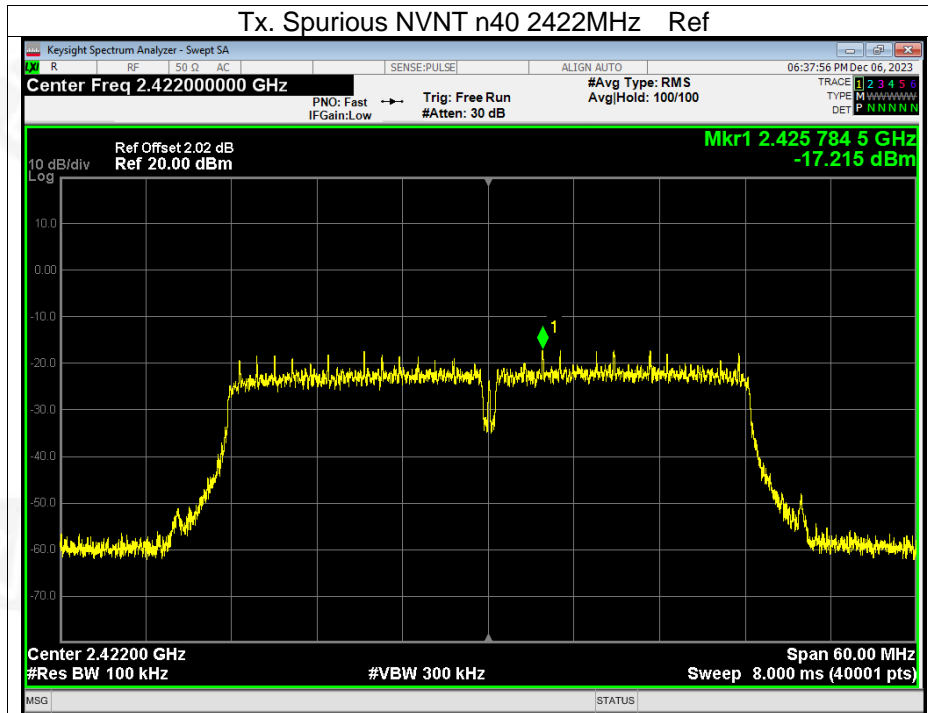 Tx. Spurious NVNT n40 2422MHz Ref
Keysight Spectrum Analyzer - Swept SA
LXI R RF 50 Ω AC SENSE:PULSE ALIGN AUTO 06:37:56 PM Dec 06, 2023
Center Freq 2.422000000 GHz #Avg Type: RMS TRACE 1 2 3 4 5 6
PNO: Fast Trig: Free Run Avg|Hold: 100/100 TYPE M WWWWW
IFGain:Low #Atten: 30 dB DET P N N N N N
Mkr1 2.425 784 5 GHz
-17.215 dBm
Ref Offset 2.02 dB
10 dB/div Ref 20.00 dBm
Log
10.0
0.00
-10.0
1
-20.0
-30.0
-40.0
-50.0
-60.0
-70.0
Center 2.42200 GHz Span 60.00 MHz
#Res BW 100 kHz #VBW 300 kHz Sweep 8.000 ms (40001 pts)
MSG STATUS